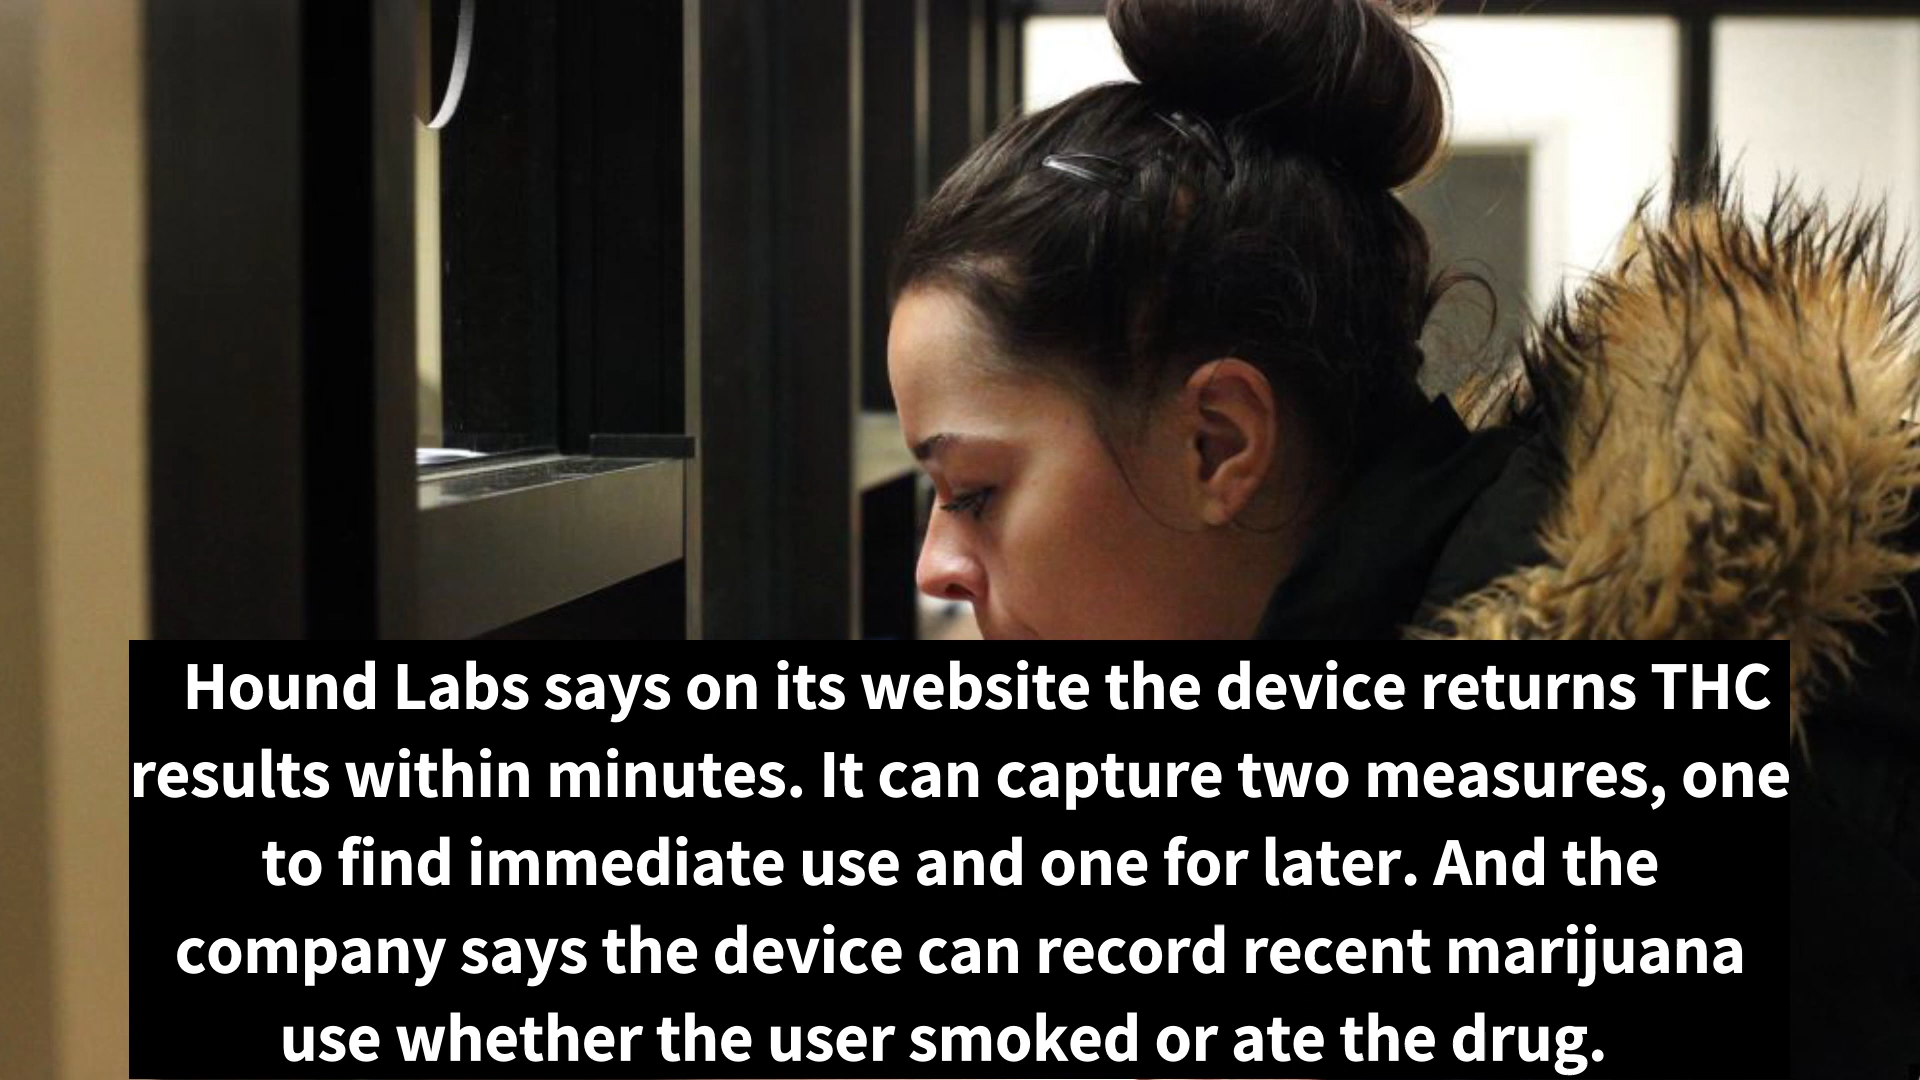 Hound Labs says on its website the device returns THC
results within minutes. It can capture two measures, one
to find immediate use and one for later. And the
company says the device can record recent marijuana
use whether the user smoked or ate the drug.